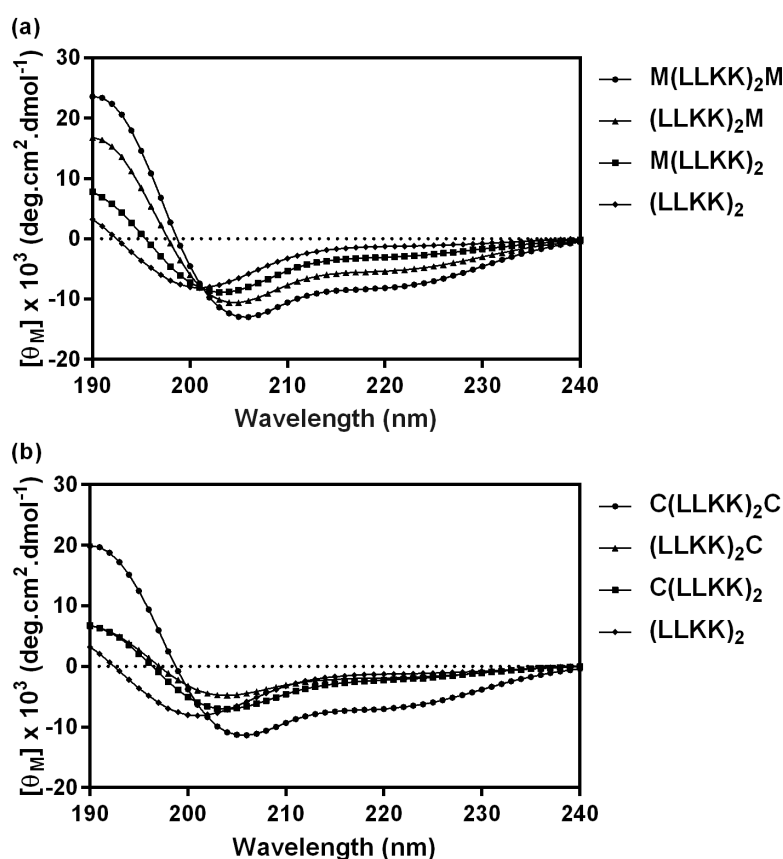 (a)
30
20
10
0
-10
-20
[θM] x 10³ (deg.cm².dmol⁻¹)
190 200 210 220 230 240
Wavelength (nm)
M(LLKK)₂M
(LLKK)₂M
M(LLKK)₂
(LLKK)₂
(b)
30
20
10
0
-10
-20
[θM] x 10³ (deg.cm².dmol⁻¹)
190 200 210 220 230 240
Wavelength (nm)
C(LLKK)₂C
(LLKK)₂C
C(LLKK)₂
(LLKK)₂